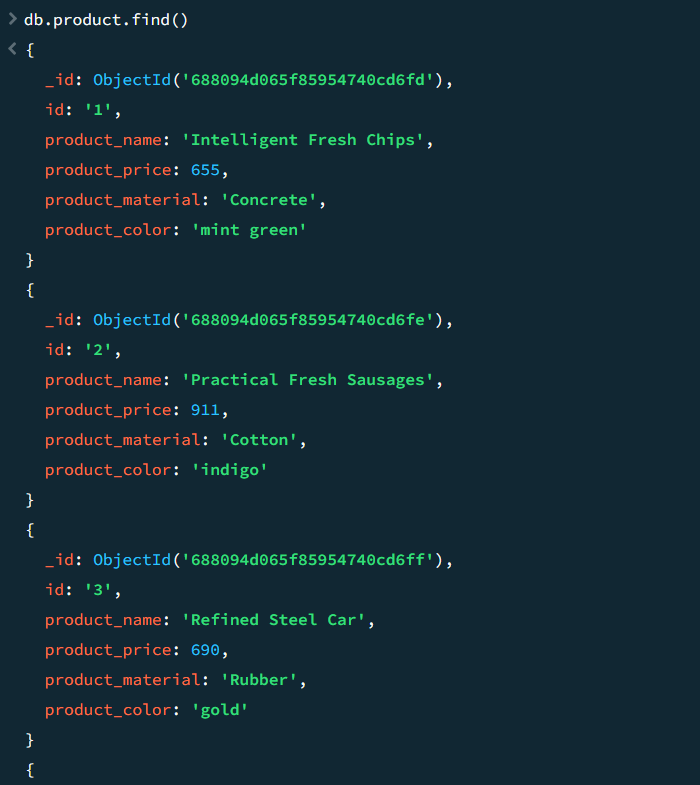 > db.product.find()
< {
_id: ObjectId('688094d065f85954740cd6fd'),
id: '1',
product_name: 'Intelligent Fresh Chips',
product_price: 655,
product_material: 'Concrete',
product_color: 'mint green'
}
{
_id: ObjectId('688094d065f85954740cd6fe'),
id: '2',
product_name: 'Practical Fresh Sausages',
product_price: 911,
product_material: 'Cotton',
product_color: 'indigo'
}
{
_id: ObjectId('688094d065f85954740cd6ff'),
id: '3',
product_name: 'Refined Steel Car',
product_price: 690,
product_material: 'Rubber',
product_color: 'gold'
}
{